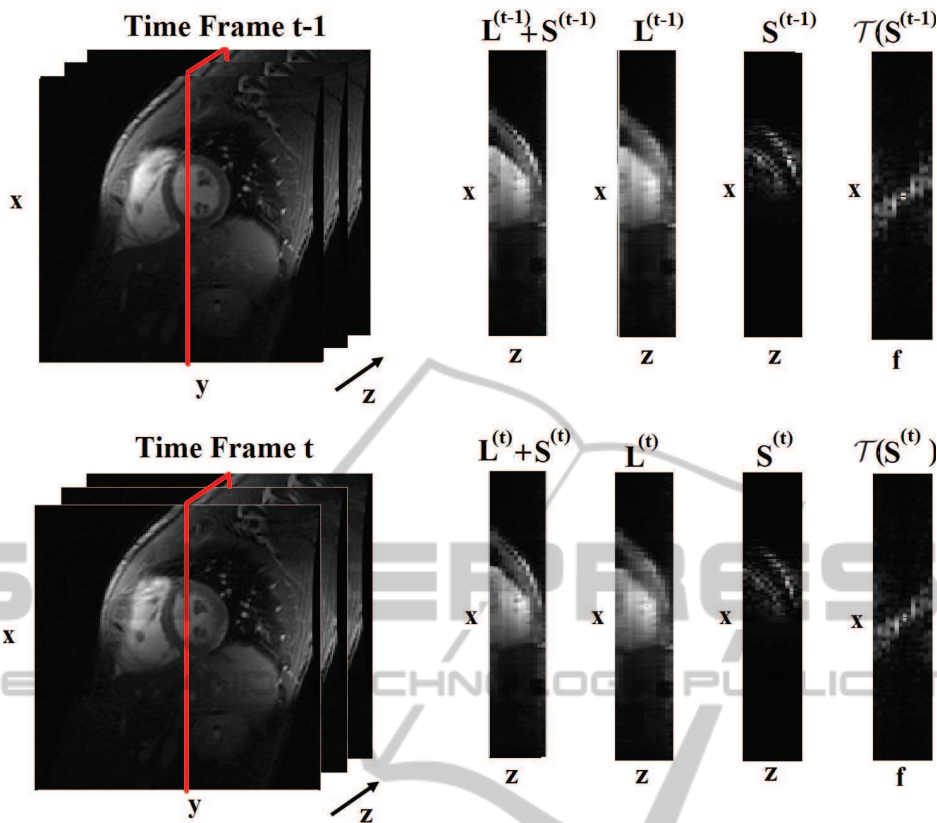 Time Frame t-1
L^(t-1) + S^(t-1)
L^(t-1)
S^(t-1)
𝒯(S^(t-1)
x
x
x
x
x
z
z
z
f
y
z
Time Frame t
L^(t) + S^(t)
L^(t)
S^(t)
𝒯(S^(t))
x
x
x
x
x
z
z
z
f
y
z